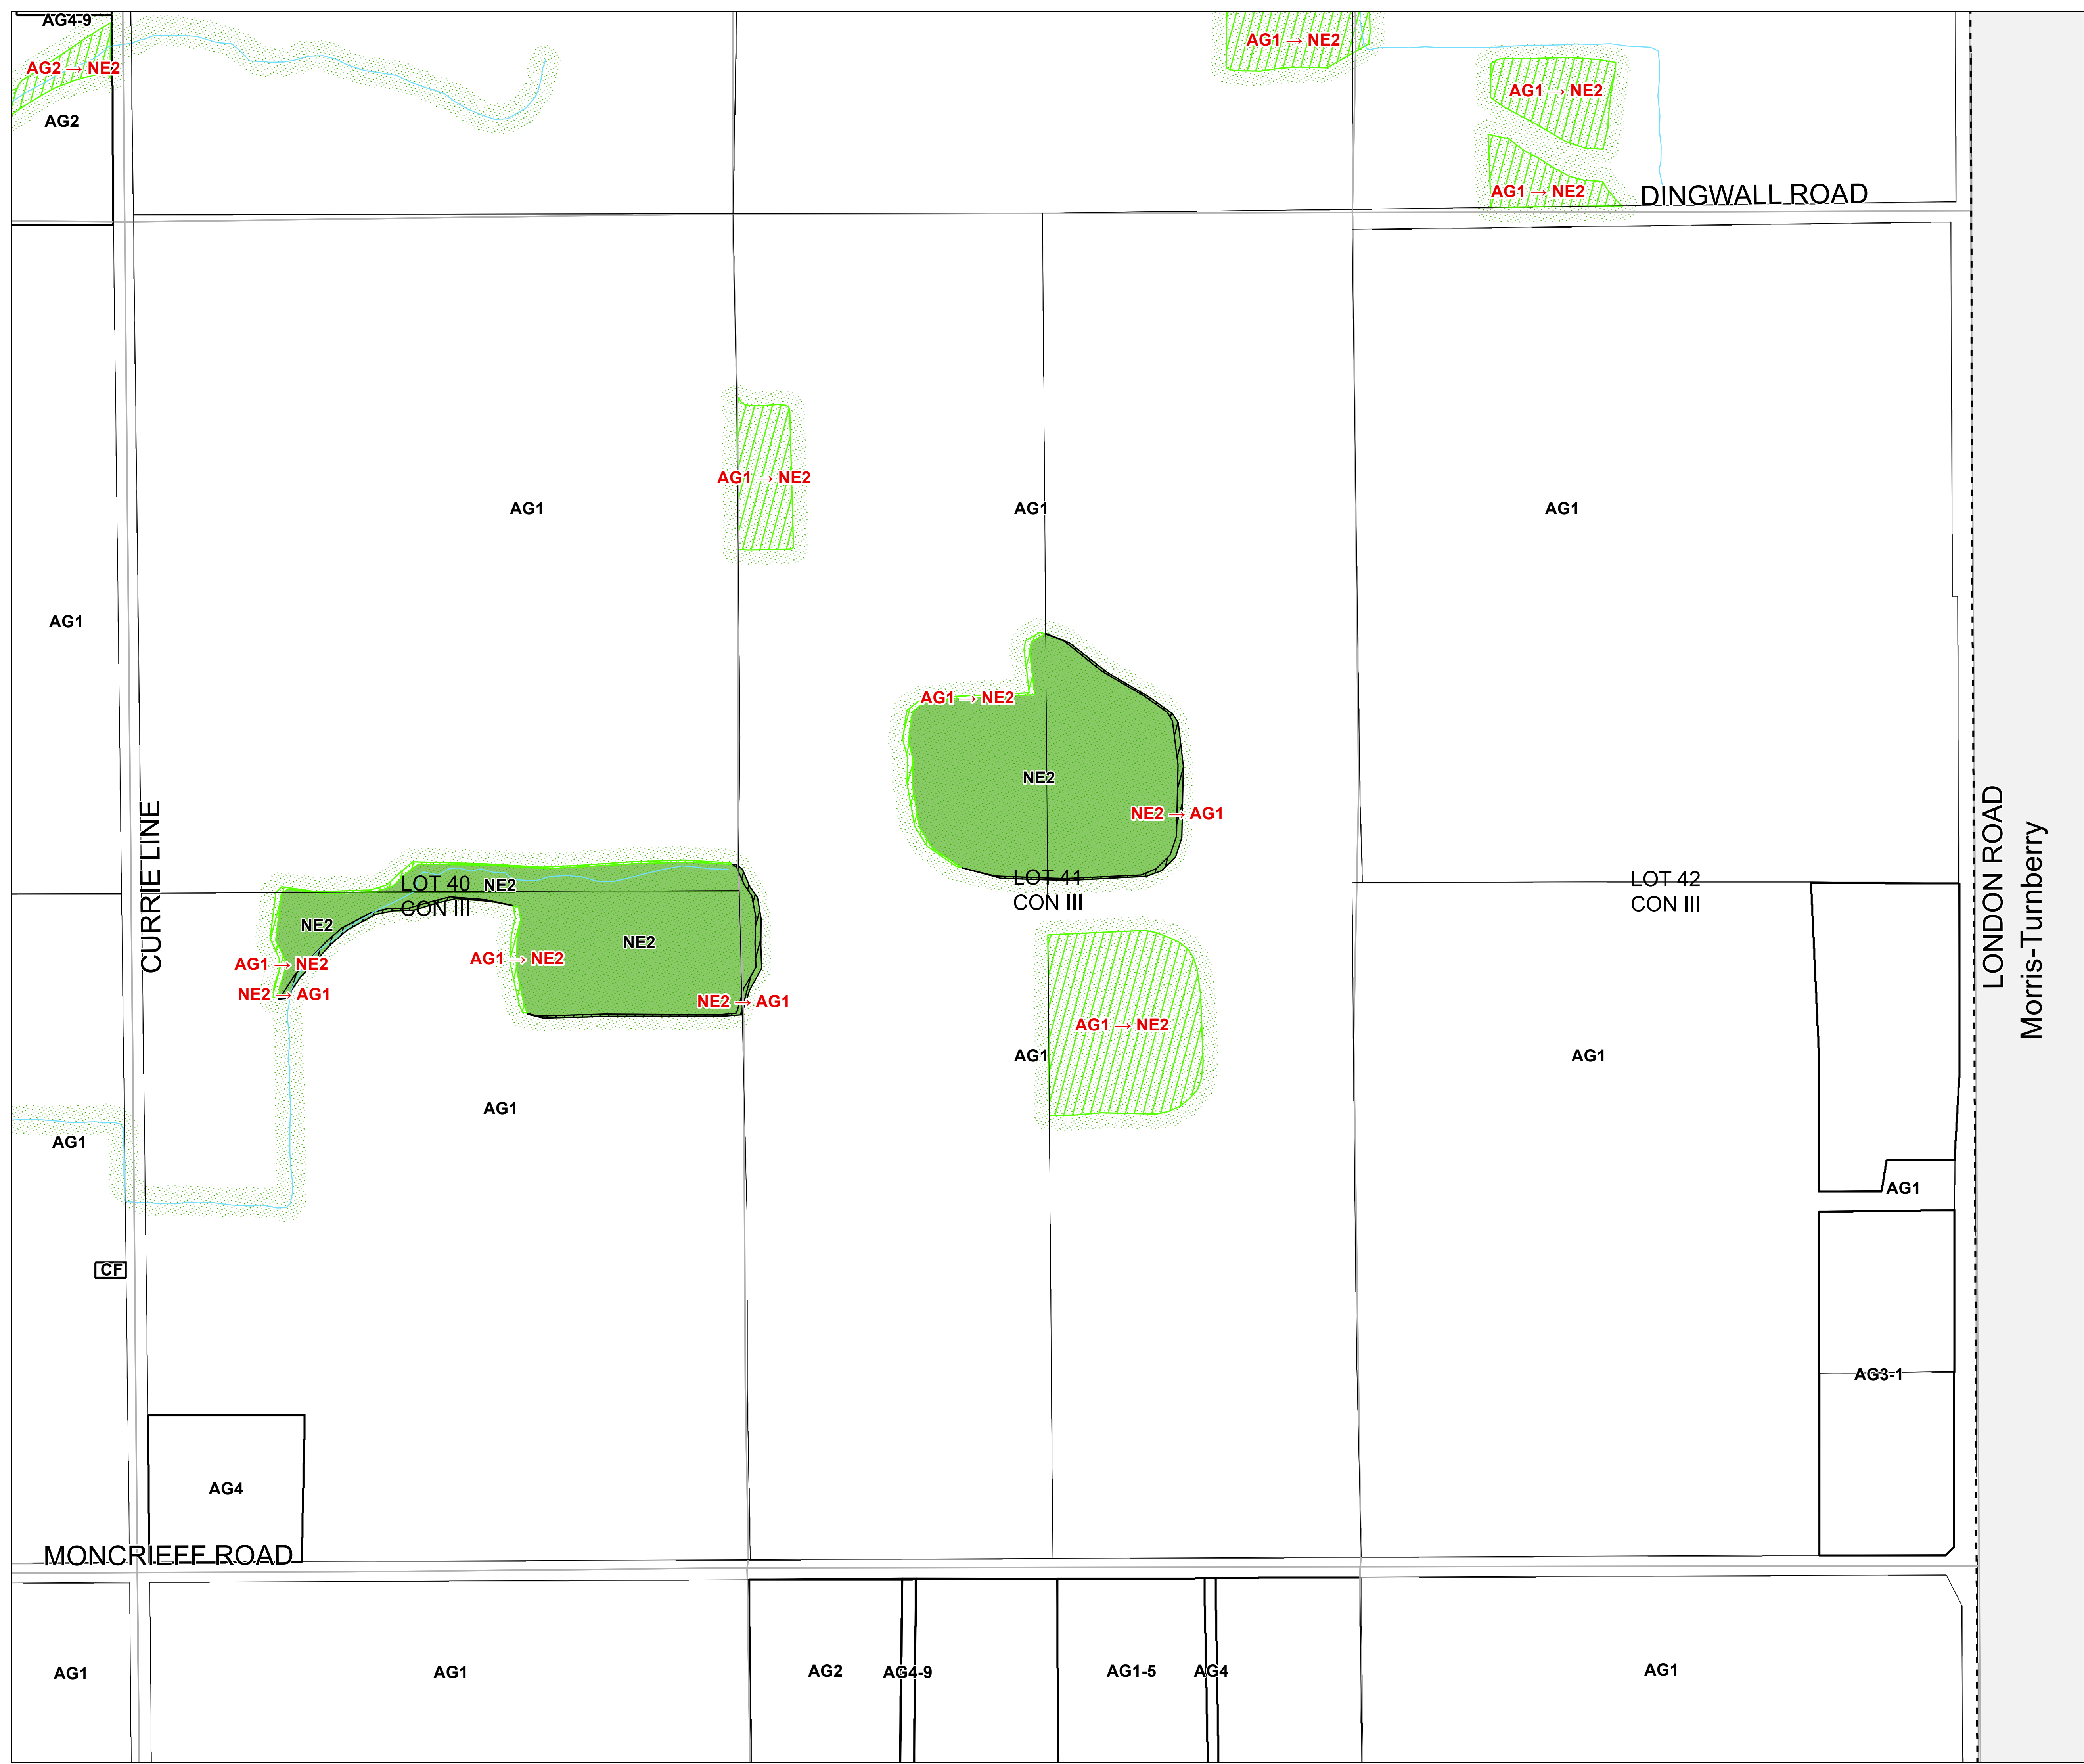 AG4-9
AG1 → NE2
AG2 → NE2
AG1 → NE2
AG2
AG1 → NE2
DINGWALL ROAD
AG1 → NE2
AG1
AG1
AG1
AG1
AG1 → NE2
AG1 → NE2
NE2
NE2 → AG1
CURRIE LINE
LONDON ROAD
Morris-Turnberry
LOT 40
CON III
NE2
LOT 41
CON III
LOT 42
CON III
NE2
NE2
AG1 → NE2
AG1 → NE2
NE2 → AG1
NE2 → AG1
AG1 → NE2
AG1
AG1
AG1
AG1
AG1
CF
AG3-1
AG4
MONCRIEFF ROAD
AG1
AG1
AG2
AG4-9
AG1-5
AG4
AG1